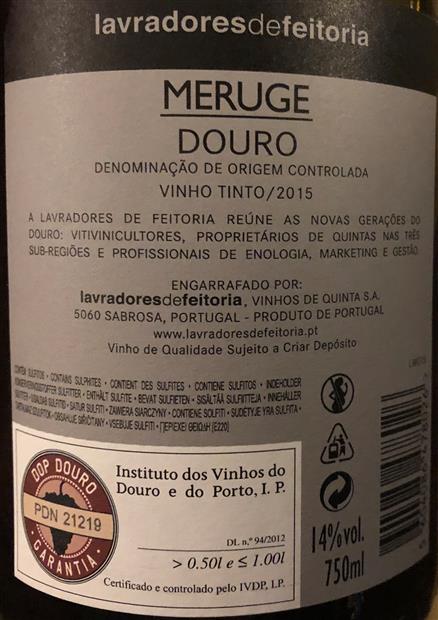 lavradoresdefeitoria
MERUGE
DOURO
DENOMINAÇÃO DE ORIGEM CONTROLADA
VINHO TINTO/2015
A LAVRADORES DE FEITORIA REÚNE AS NOVAS GERAÇÕES DO
DOURO: VITIVINICULTORES, PROPRIETÁRIOS DE QUINTAS NAS TRÊS
SUB-REGIÕES E PROFISSIONAIS DE ENOLOGIA, MARKETING E GESTÃO.
ENGARRAFADO POR:
lavradoresdefeitoria, VINHOS DE QUINTA S.A.
5060 SABROSA, PORTUGAL - PRODUTO DE PORTUGAL
www.lavradoresdefeitoria.pt
Vinho de Qualidade Sujeito a Criar Depósito
SULFITOS • CONTAINS SULPHITES • CONTIENT DES SULFITES • CONTIENE SULFITOS • INDEHOLDER
SULFITTER • ENTHÄLT SULFITE • BEVAT SULFIETEN • SISÄLTÄÄ SULFIITTEJA • INNEHÅLLER
SATUR SULFITI • ZAWIERA SIARCZYNY • CONTIENE SOLFITI • SUDĖTYJE YRA SULFITA •
(E220)
DOP DOURO
PDN 21219
GARANTIA
Instituto dos Vinhos do
Douro e do Porto, I. P.
DL n.º 94/2012
> 0.50l e ≤ 1.00l
Certificado e controlado pelo IVDP, I.P.
14%vol.
750ml